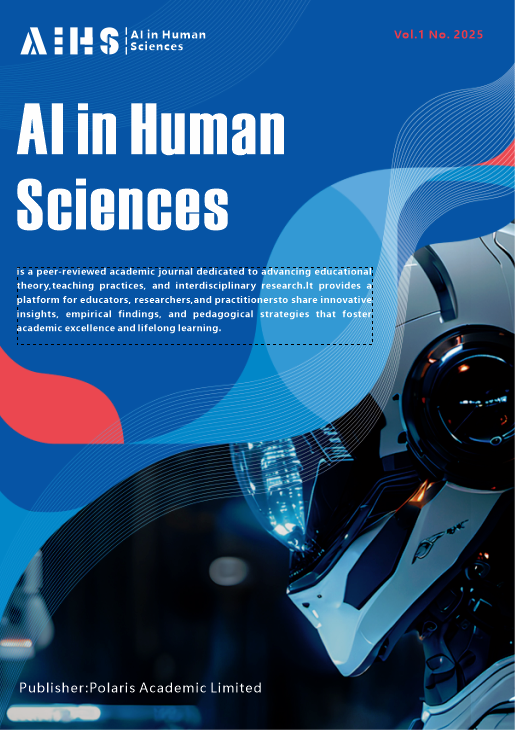 AIHS
AI in Human
Sciences
Vol.1 No. 2025
AI in Human
Sciences
is a peer-reviewed academic journal dedicated to advancing educational
theory,teaching practices, and interdisciplinary research.It provides a
platform for educators, researchers,and practitionersto share innovative
insights, empirical findings, and pedagogical strategies that foster
academic excellence and lifelong learning.
Publisher:Polaris Academic Limited